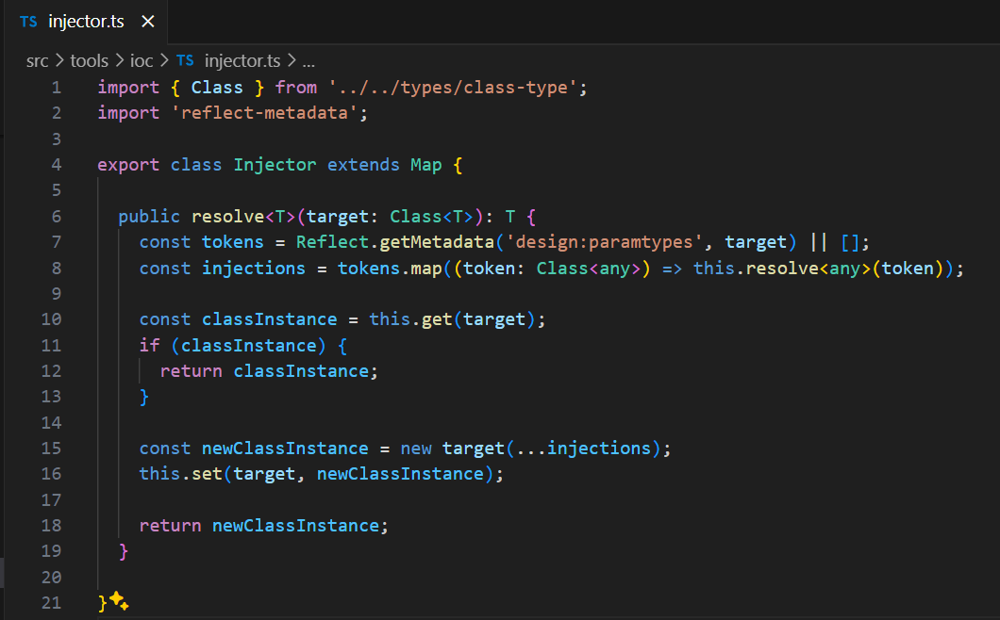 TS injector.ts ×
src > tools > ioc > TS injector.ts > ...
1 import { Class } from '../../types/class-type';
2 import 'reflect-metadata';
3
4 export class Injector extends Map {
5
6   public resolve<T>(target: Class<T>): T {
7     const tokens = Reflect.getMetadata('design:paramtypes', target) || [];
8     const injections = tokens.map((token: Class<any>) => this.resolve<any>(token));
9
10     const classInstance = this.get(target);
11     if (classInstance) {
12       return classInstance;
13     }
14
15     const newClassInstance = new target(...injections);
16     this.set(target, newClassInstance);
17
18     return newClassInstance;
19   }
20
21 }